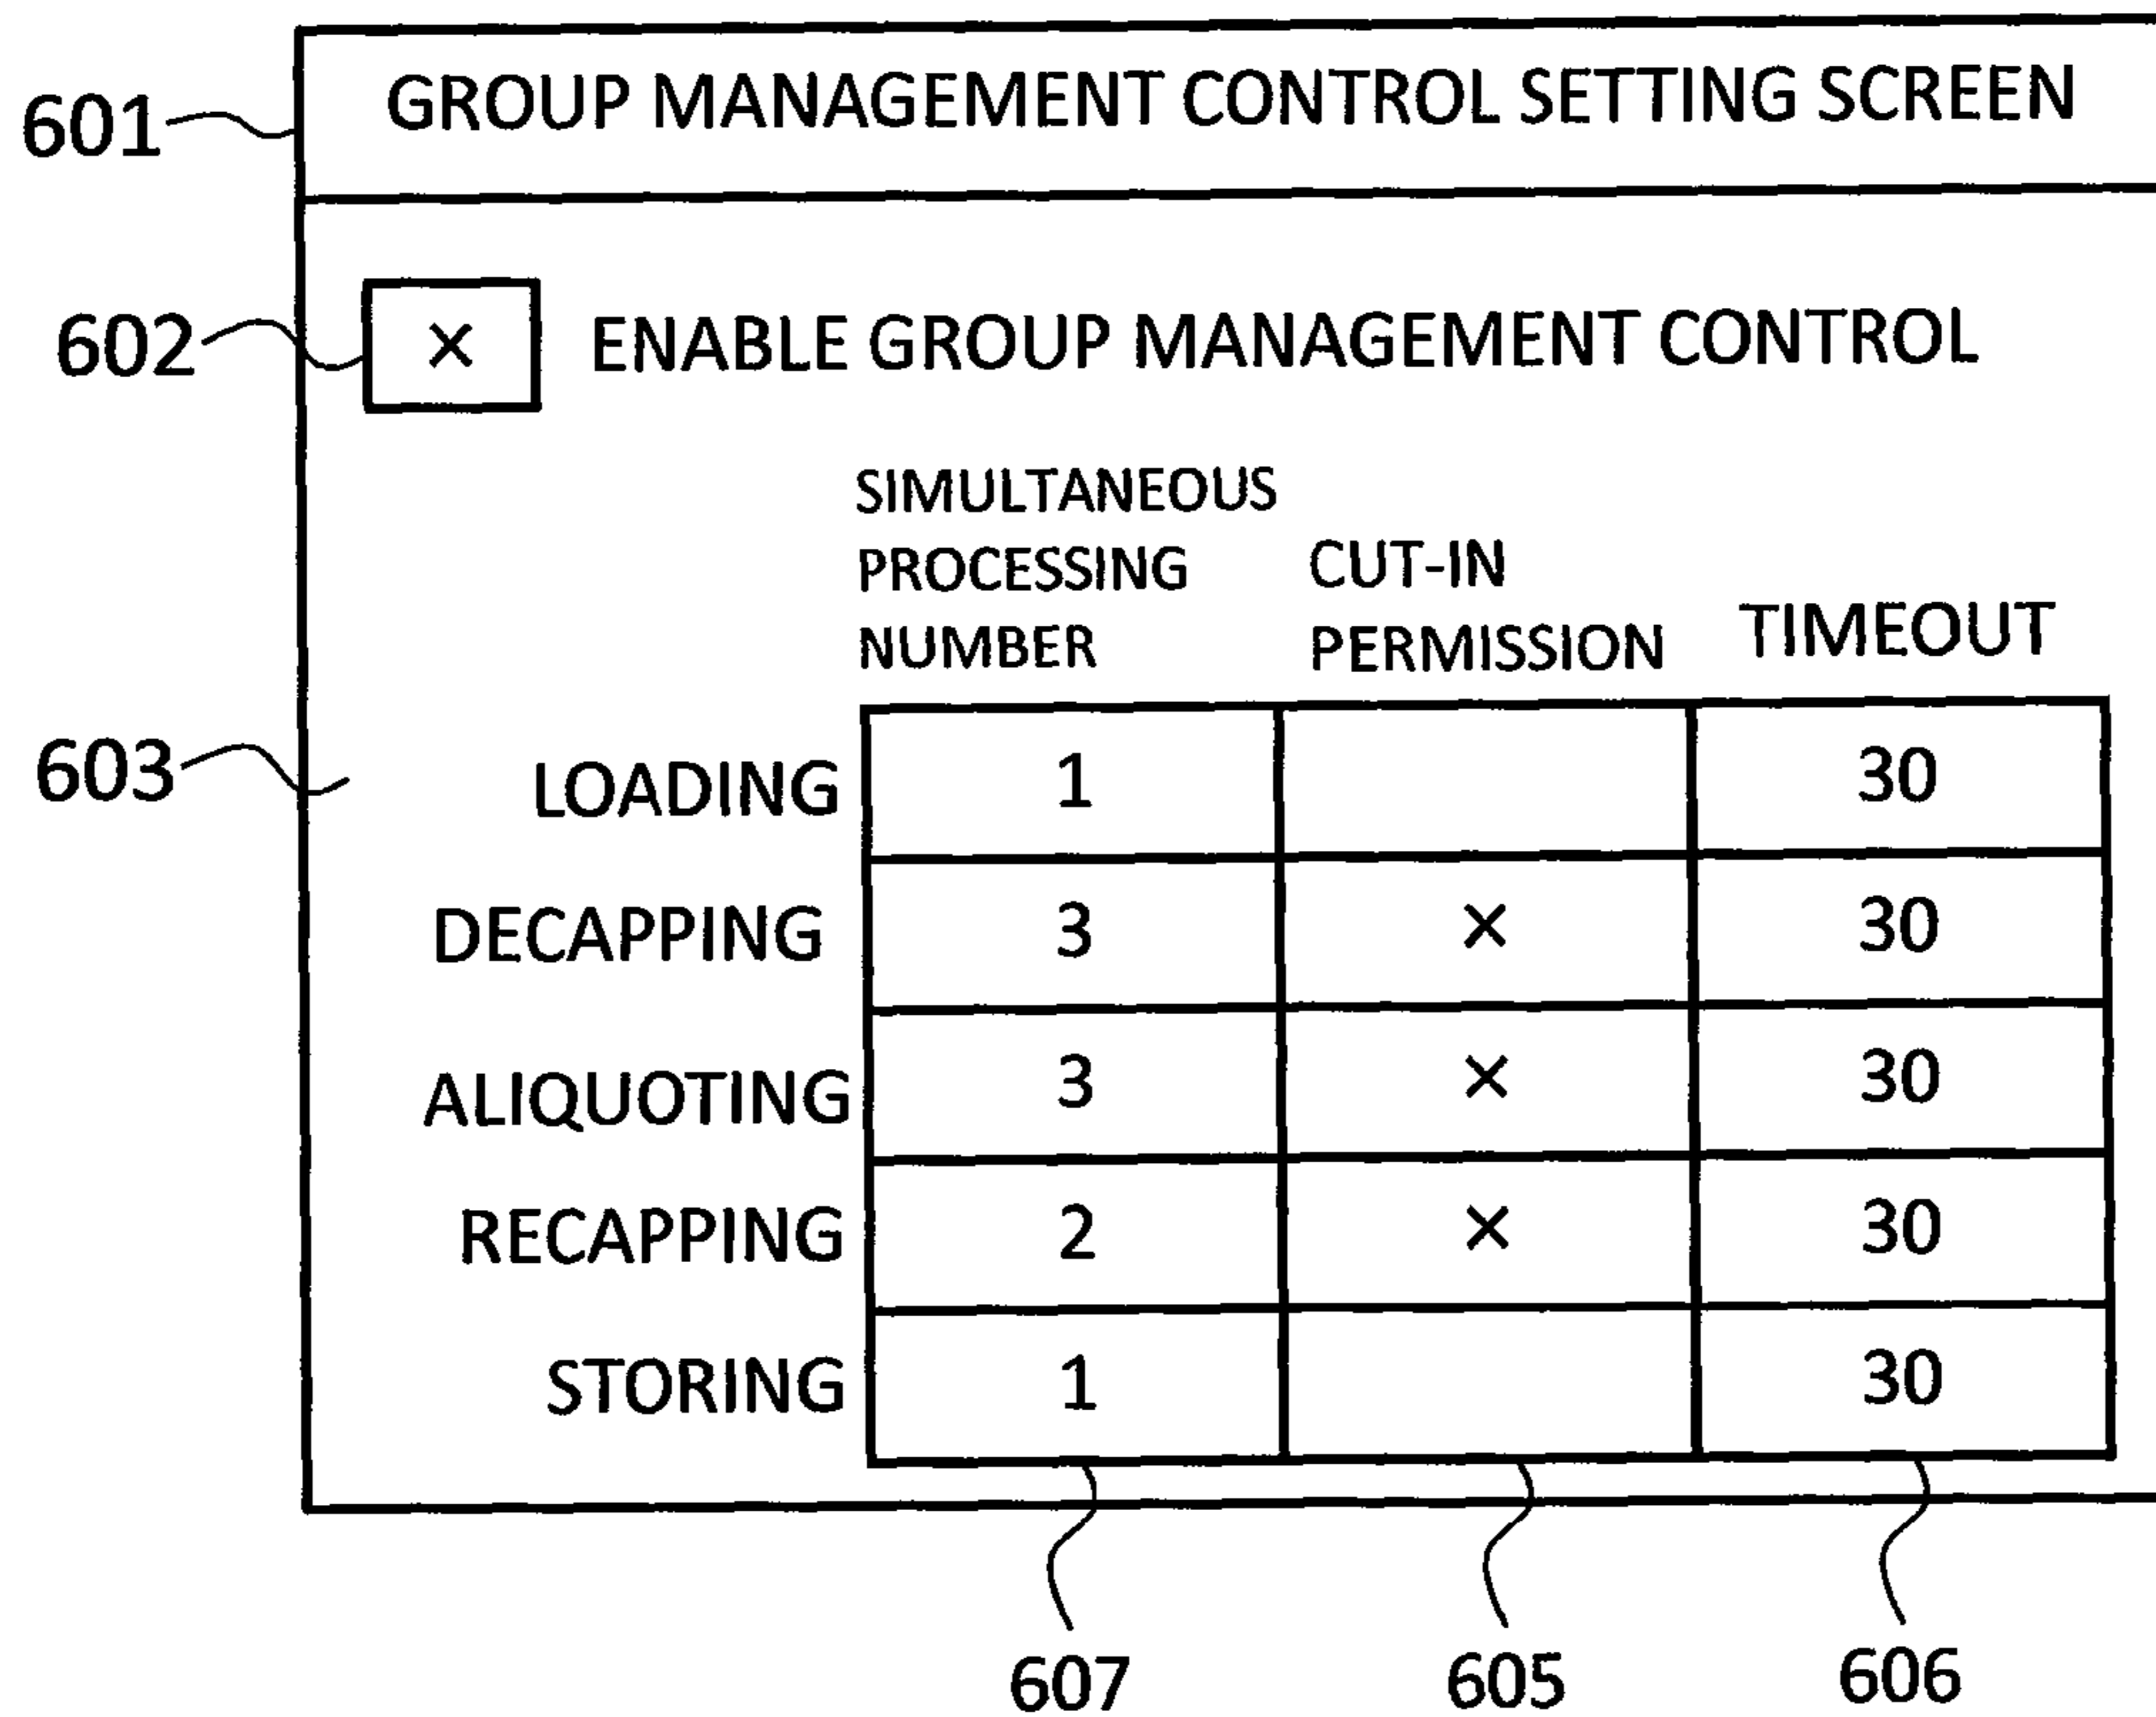 601 GROUP MANAGEMENT CONTROL SETTING SCREEN
602 × ENABLE GROUP MANAGEMENT CONTROL
SIMULTANEOUS
PROCESSING
NUMBER
CUT-IN
PERMISSION
TIMEOUT
603
LOADING 1 30
DECAPPING 3 × 30
ALIQUOTING 3 × 30
RECAPPING 2 × 30
STORING 1 30
607 605 606